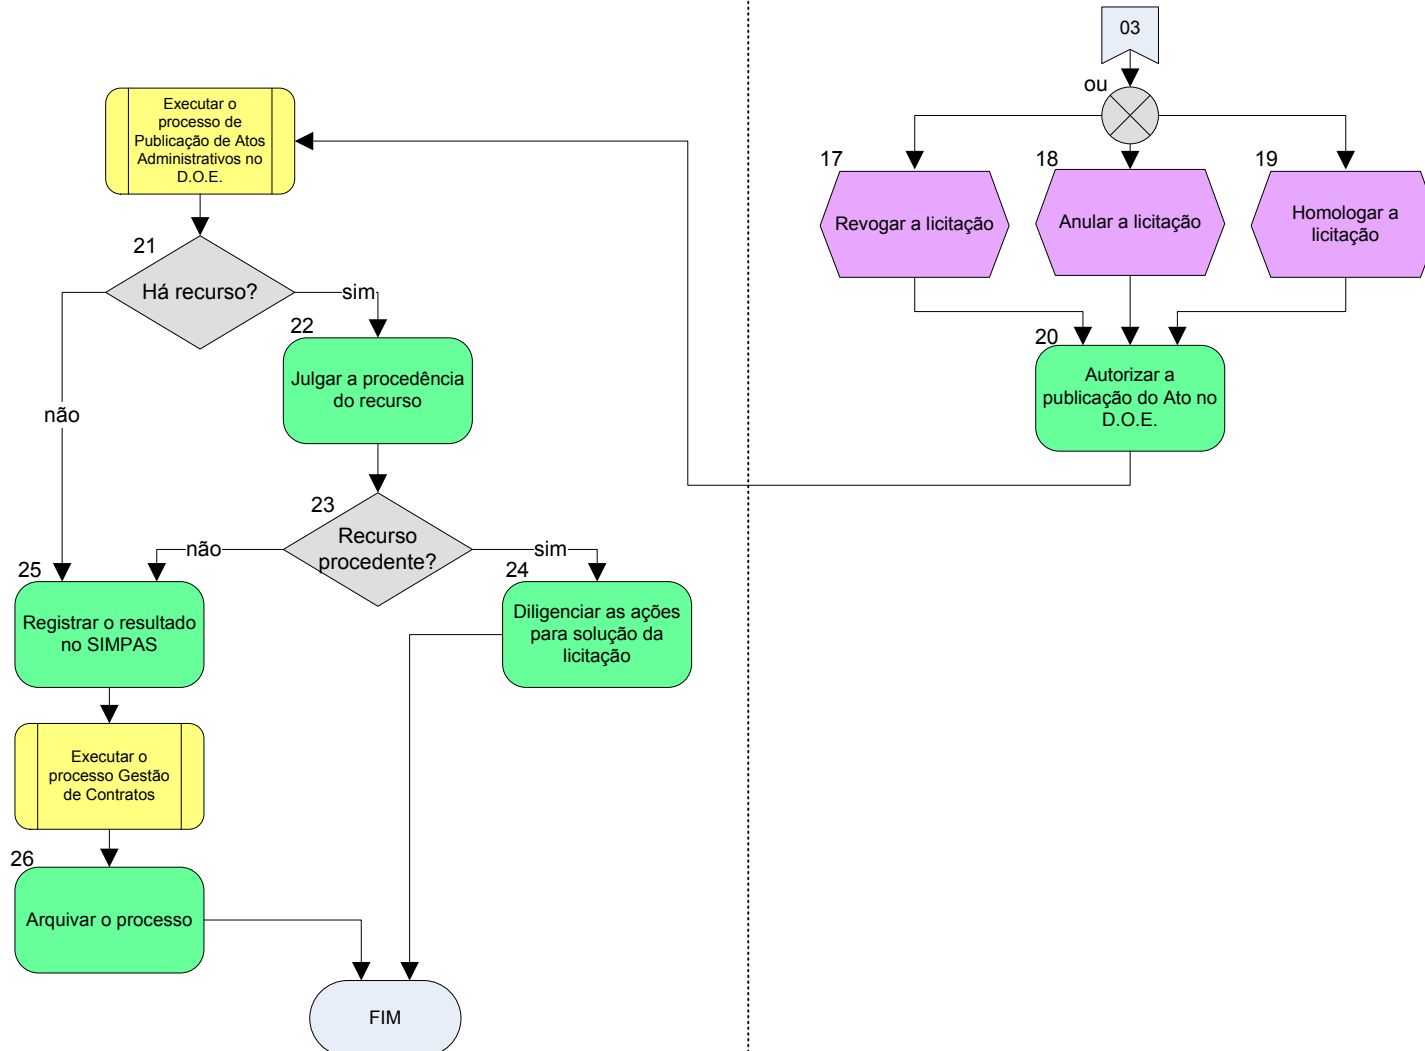 03
ou
17
Revogar a licitação
18
Anular a licitação
19
Homologar a
licitação
20
Autorizar a
publicação do Ato no
D.O.E.
Executar o
processo de
Publicação de Atos
Administrativos no
D.O.E.
21
Há recurso?
sim
não
22
Julgar a procedência
do recurso
23
Recurso
procedente?
não
sim
24
Diligenciar as ações
para solução da
licitação
25
Registrar o resultado
no SIMPAS
Executar o
processo Gestão
de Contratos
26
Arquivar o processo
FIM